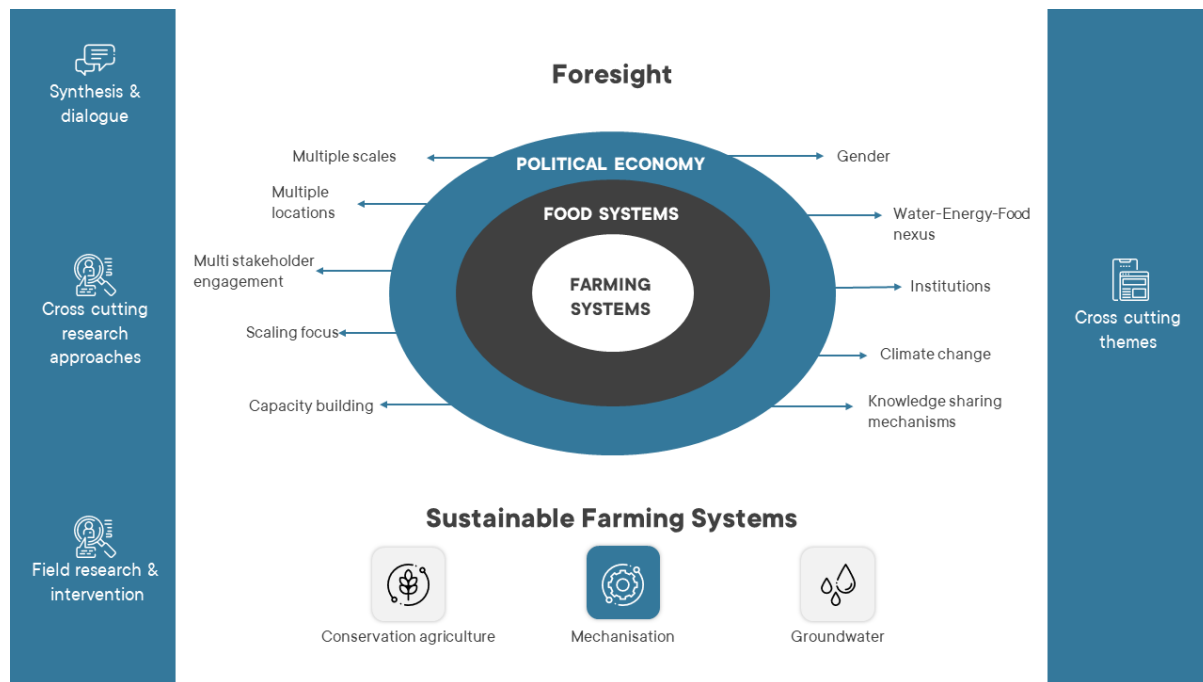 Synthesis &
dialogue
Cross cutting
research
approaches
Field research &
intervention
Foresight
Multiple scales
Multiple
locations
Multi stakeholder
engagement
Scaling focus
Capacity building
POLITICAL ECONOMY
FOOD SYSTEMS
FARMING
SYSTEMS
Gender
Water-Energy-Food
nexus
Institutions
Climate change
Knowledge sharing
mechanisms
Sustainable Farming Systems
Conservation agriculture
Mechanisation
Groundwater
Cross cutting
themes